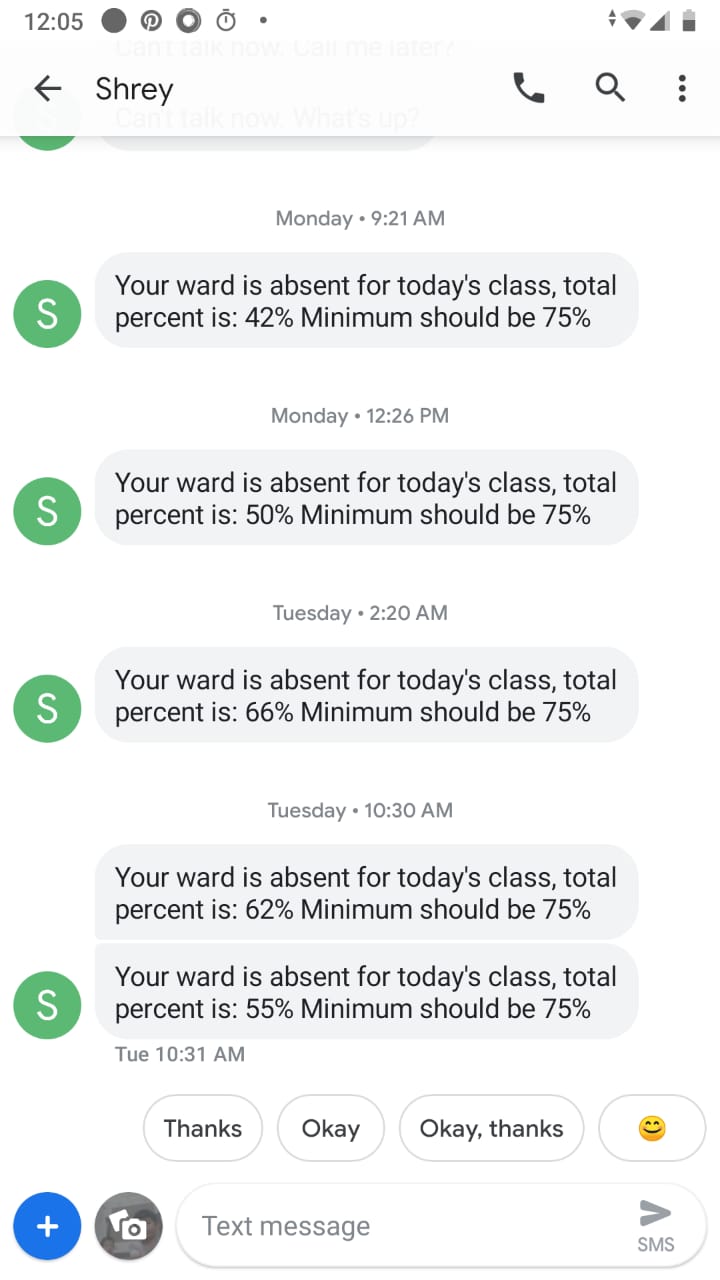 12:05
Can't talk now. Call me later?
Shrey
Can't talk now. What's up?
Monday • 9:21 AM
Your ward is absent for today's class, total
percent is: 42% Minimum should be 75%
S
Monday • 12:26 PM
Your ward is absent for today's class, total
percent is: 50% Minimum should be 75%
S
Tuesday • 2:20 AM
Your ward is absent for today's class, total
percent is: 66% Minimum should be 75%
S
Tuesday • 10:30 AM
Your ward is absent for today's class, total
percent is: 62% Minimum should be 75%
Your ward is absent for today's class, total
percent is: 55% Minimum should be 75%
S
Tue 10:31 AM
Thanks Okay Okay, thanks 😊
Text message
SMS